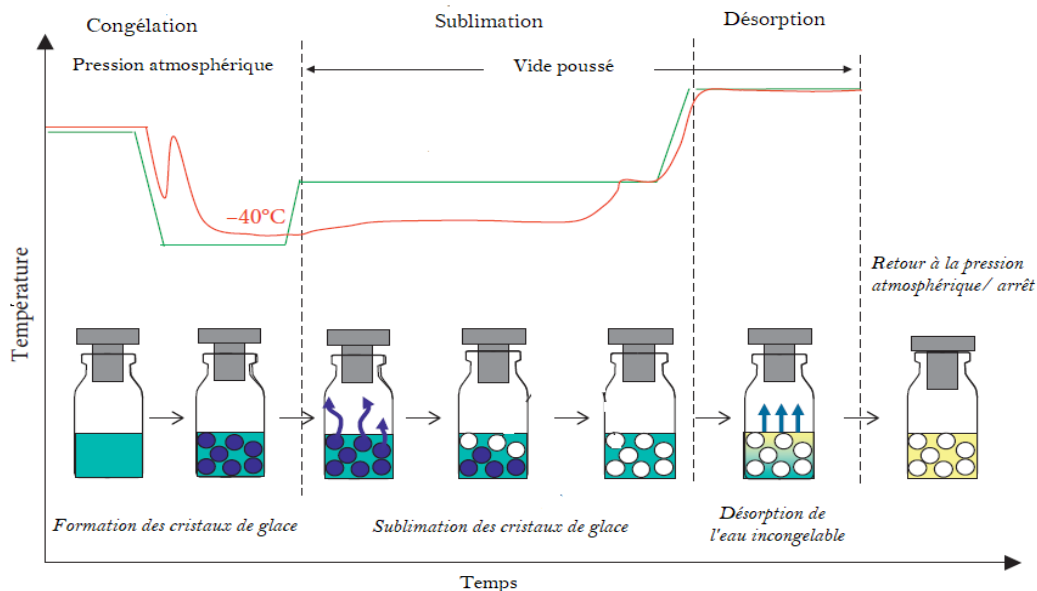 Congélation
Sublimation
Désorption
Pression atmosphérique
Vide poussé
−40°C
Température
Retour à la pression
atmosphérique/ arrêt
Formation des cristaux de glace
Sublimation des cristaux de glace
Désorption de
l'eau incongelable
Temps